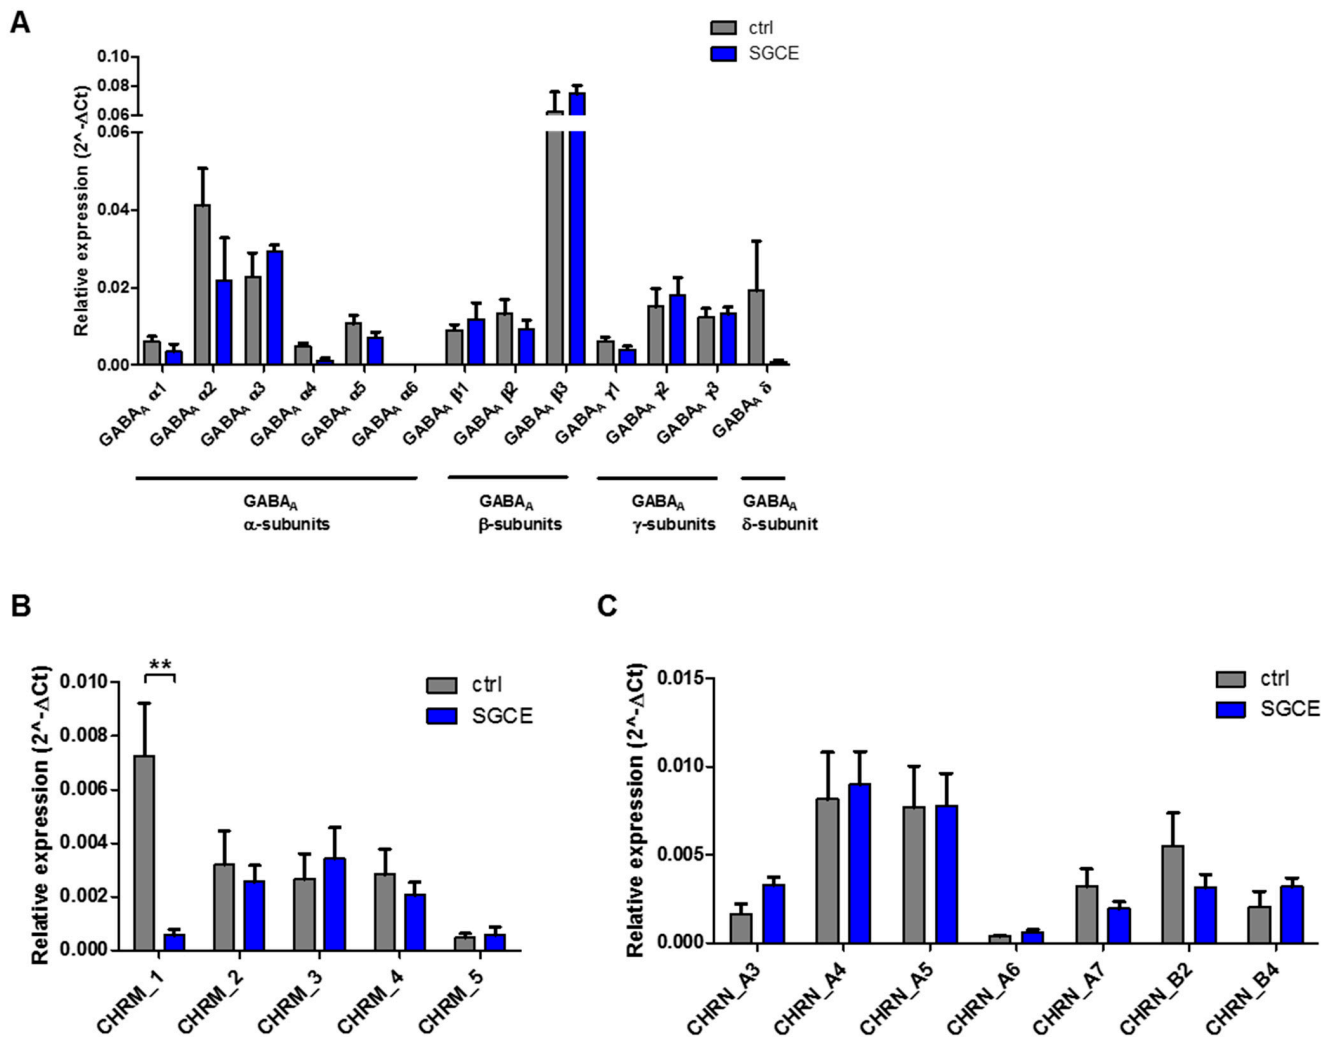 A
ctrl
SGCE
Relative expression (2^-ΔCt)
0.10
0.08
0.06
0.06
0.04
0.02
0.00
GABAA α1
GABAA α2
GABAA α3
GABAA α4
GABAA α5
GABAA α6
GABAA β1
GABAA β2
GABAA β3
GABAA γ1
GABAA γ2
GABAA γ3
GABAA δ
GABAA
α-subunits
GABAA
β-subunits
GABAA
γ-subunits
GABAA
δ-subunit
B
**
ctrl
SGCE
Relative expression (2^-ΔCt)
0.010
0.008
0.006
0.004
0.002
0.000
CHRM_1
CHRM_2
CHRM_3
CHRM_4
CHRM_5
C
ctrl
SGCE
Relative expression (2^-ΔCt)
0.015
0.010
0.005
0.000
CHRN_A3
CHRN_A4
CHRN_A5
CHRN_A6
CHRN_A7
CHRN_B2
CHRN_B4